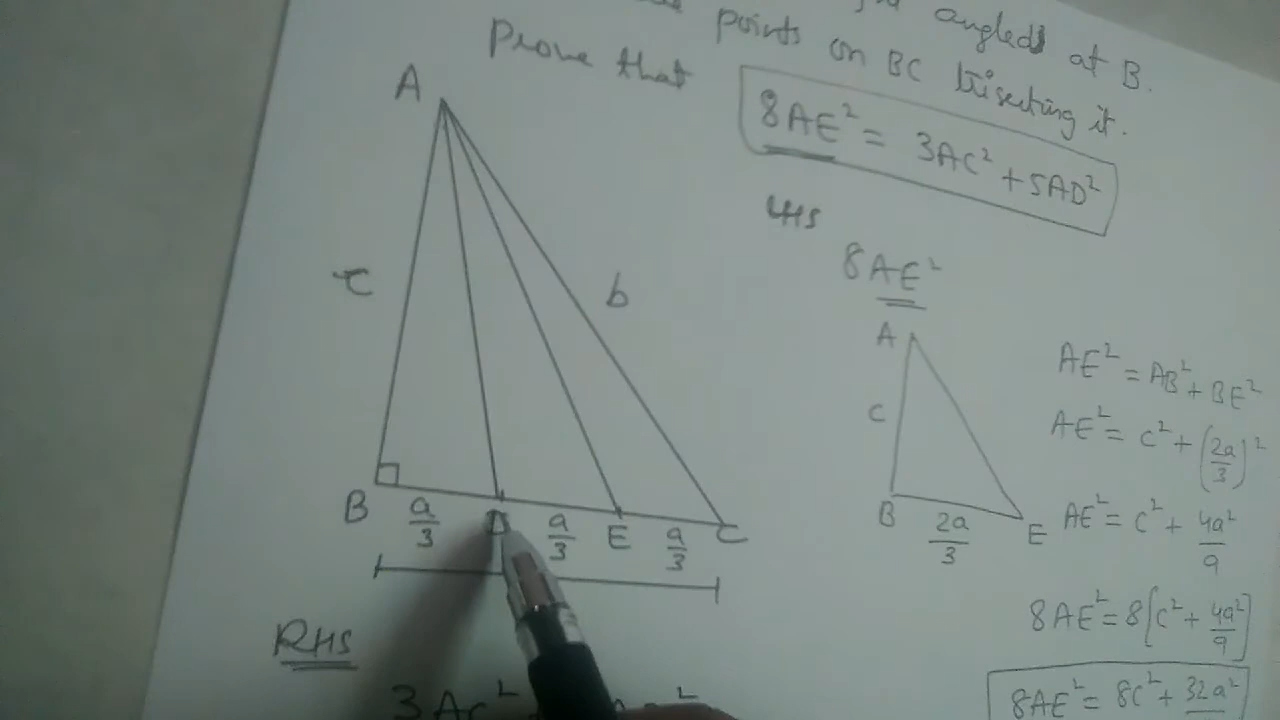 angled at B.
points on BC trisecting it.
Prove that
8AE² = 3AC² + 5AD²
LHS
8AE²
A
c
b
B
a/3
D
a/3
E
a/3
C
A
c
B
2a/3
E
AE² = AB² + BE²
AE² = c² + (2a/3)²
AE² = c² + 4a²/9
8AE² = 8[c² + 4a²/9]
8AE² = 8c² + 32a²
RHS
3AC²